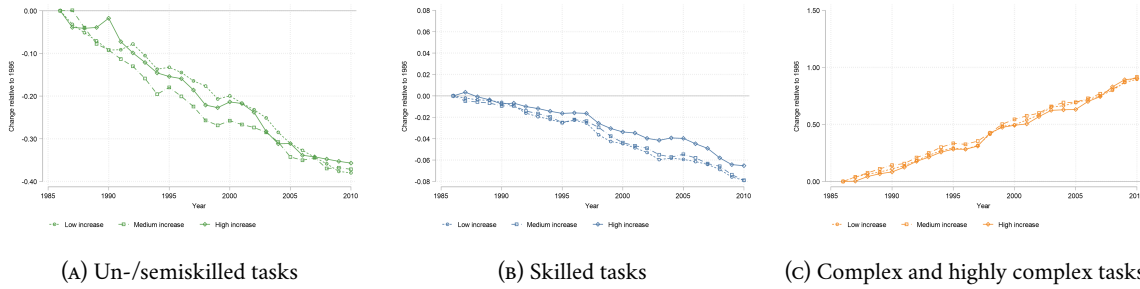 0.00
-0.10
-0.20
-0.30
-0.40
Change relative to 1986
1985 1990 1995 2000 2005 2010
Year
Low increase Medium increase High increase
(A) Un-/semiskilled tasks
0.08
0.06
0.04
0.02
0.00
-0.02
-0.04
-0.06
-0.08
Change relative to 1986
1985 1990 1995 2000 2005 2010
Year
Low increase Medium increase High increase
(B) Skilled tasks
1.50
1.00
0.50
0.00
Change relative to 1986
1985 1990 1995 2000 2005 201
Year
Low increase Medium increase High increase
(C) Complex and highly complex tasks